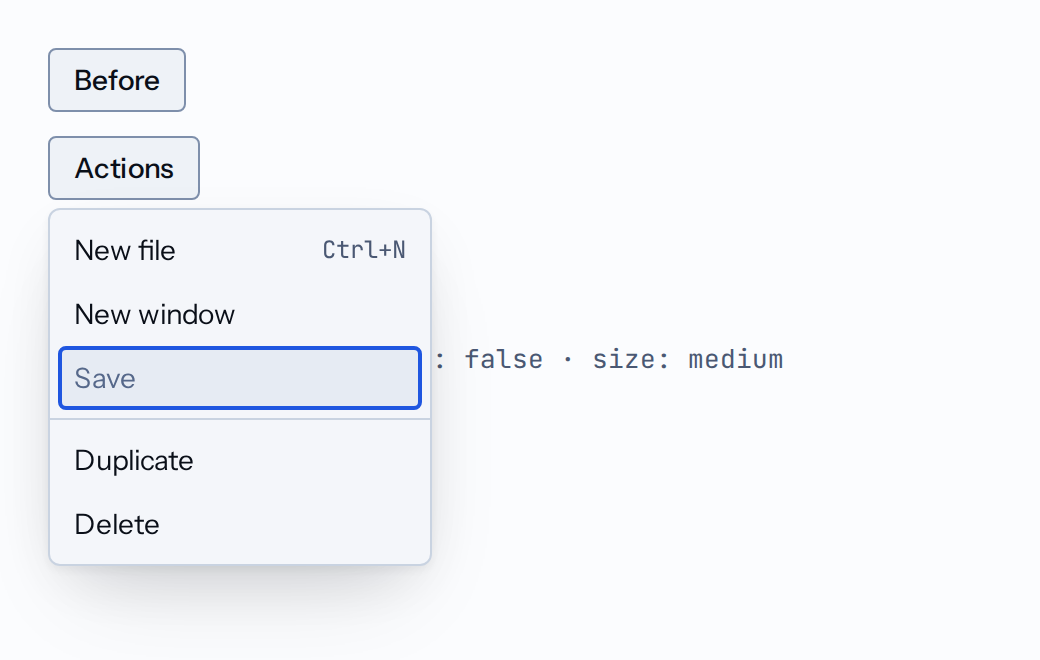 Before
Actions
New file Ctrl+N
New window
: false · size: medium
Save
Duplicate
Delete